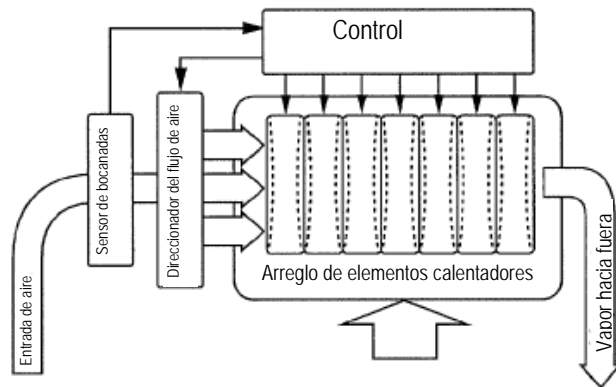 Control
Entrada de aire
Sensor de bocanadas
Direccionador del flujo de aire
Arreglo de elementos calentadores
Vapor hacia fuera